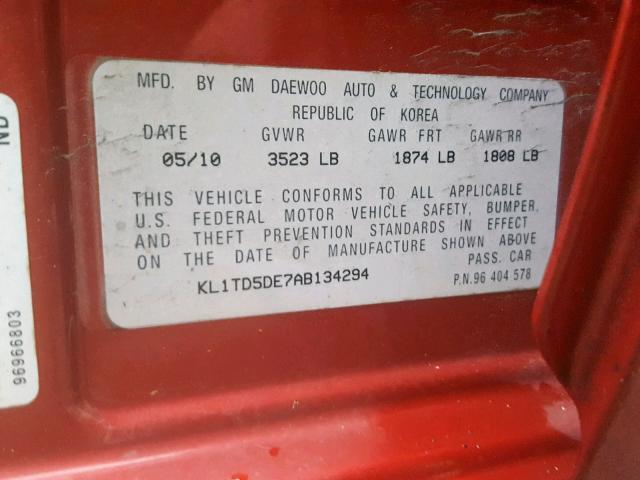 MFD. BY GM DAEWOO AUTO & TECHNOLOGY COMPANY
REPUBLIC OF KOREA
DATE GVWR GAWR FRT GAWR RR
05/10 3523 LB 1874 LB 1808 LB
THIS VEHICLE CONFORMS TO ALL APPLICABLE
U.S. FEDERAL MOTOR VEHICLE SAFETY, BUMPER,
AND THEFT PREVENTION STANDARDS IN EFFECT
ON THE DATE OF MANUFACTURE SHOWN ABOVE
PASS. CAR
KL1TD5DE7AB134294 P.N.96 404 578
ND
96966803